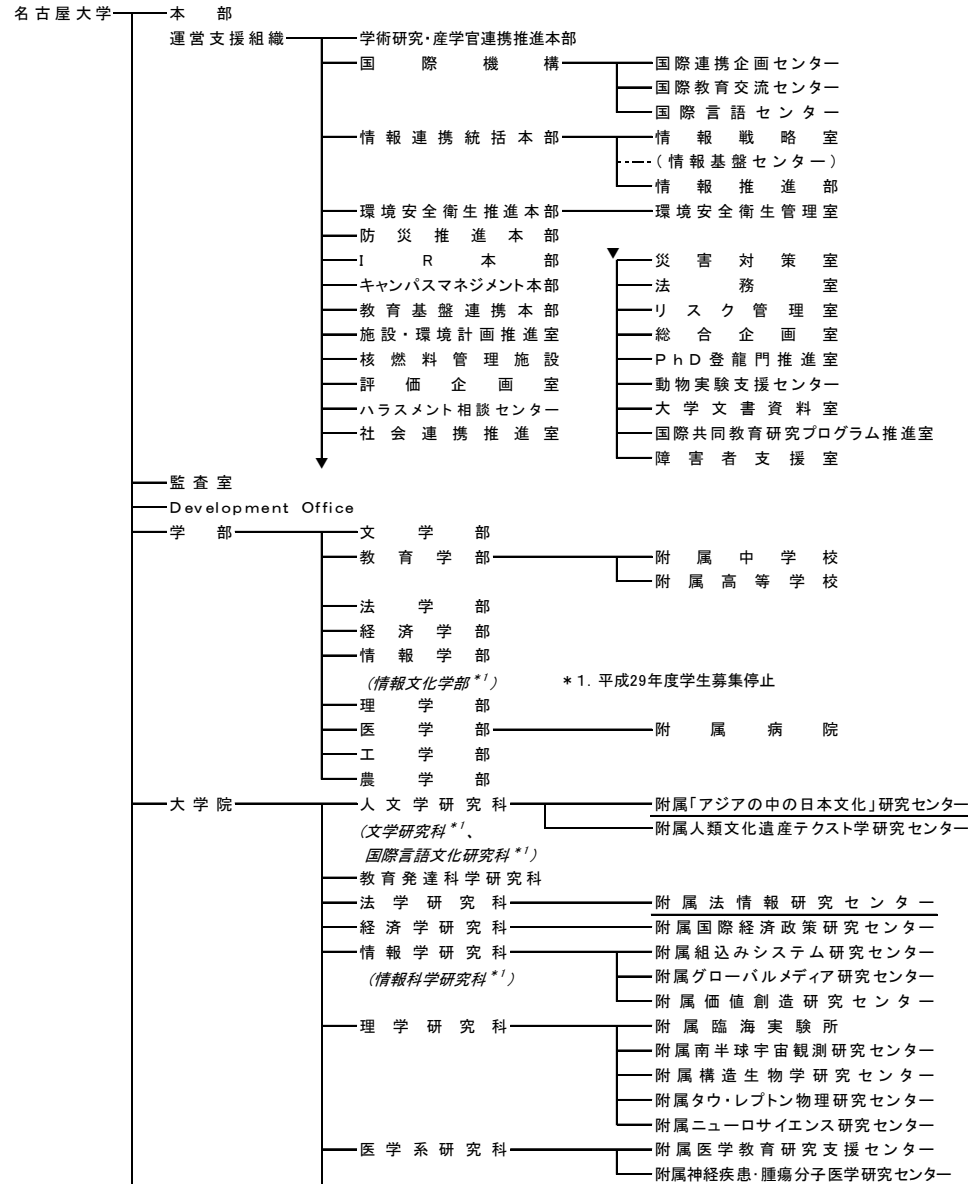 名古屋大学 本部
運営支援組織 学術研究・産学官連携推進本部
国際機構 国際連携企画センター
国際教育交流センター
国際言語センター
情報連携統括本部 情報戦略室
(情報基盤センター)
情報推進部
環境安全衛生推進本部 環境安全衛生管理室
防災推進本部
IR本部 災害対策室
キャンパスマネジメント本部 法務室
教育基盤連携本部 リスク管理室
施設・環境計画推進室 総合企画室
核燃料管理施設 PhD登龍門推進室
評価企画室 動物実験支援センター
ハラスメント相談センター 大学文書資料室
社会連携推進室 国際共同教育研究プログラム推進室
障害者支援室
監査室
Development Office
学部 文学部
教育学部 附属中学校
附属高等学校
法学部
経済学部
情報学部
(情報文化学部*1) *1. 平成29年度学生募集停止
理学部
医学部 附属病院
工学部
農学部
大学院 人文学研究科 附属「アジアの中の日本文化」研究センター
(文学研究科*1、 附属人類文化遺産テクスト学研究センター
国際言語文化研究科*1)
教育発達科学研究科
法学研究科 附属法情報研究センター
経済学研究科 附属国際経済政策研究センター
情報学研究科 附属組込みシステム研究センター
(情報科学研究科*1) 附属グローバルメディア研究センター
附属価値創造研究センター
理学研究科 附属臨海実験所
附属南半球宇宙観測研究センター
附属構造生物学研究センター
附属タウ・レプトン物理研究センター
附属ニューロサイエンス研究センター
医学系研究科 附属医学教育研究支援センター
附属神経疾患・腫瘍分子医学研究センター